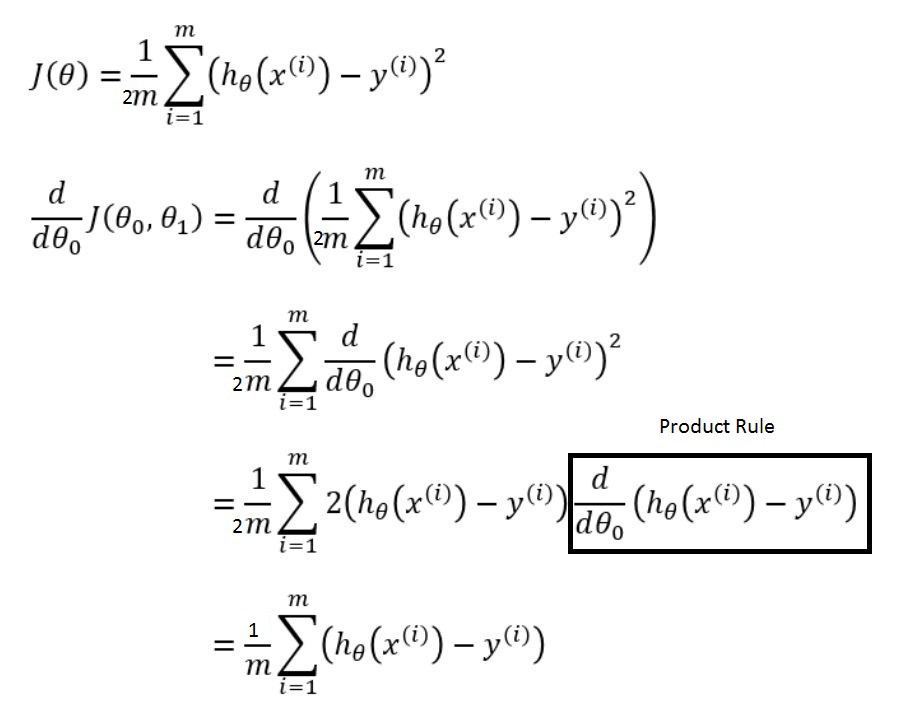 J(θ) = 1/2m ∑_{i=1}^{m} (h_θ(x^{(i)}) − y^{(i)})^2
d/dθ_0 J(θ_0, θ_1) = d/dθ_0 (1/2m ∑_{i=1}^{m} (h_θ(x^{(i)}) − y^{(i)})^2)
= 1/2m ∑_{i=1}^{m} d/dθ_0 (h_θ(x^{(i)}) − y^{(i)})^2
Product Rule
= 1/2m ∑_{i=1}^{m} 2(h_θ(x^{(i)}) − y^{(i)}) d/dθ_0 (h_θ(x^{(i)}) − y^{(i)})
= 1/m ∑_{i=1}^{m} (h_θ(x^{(i)}) − y^{(i)})